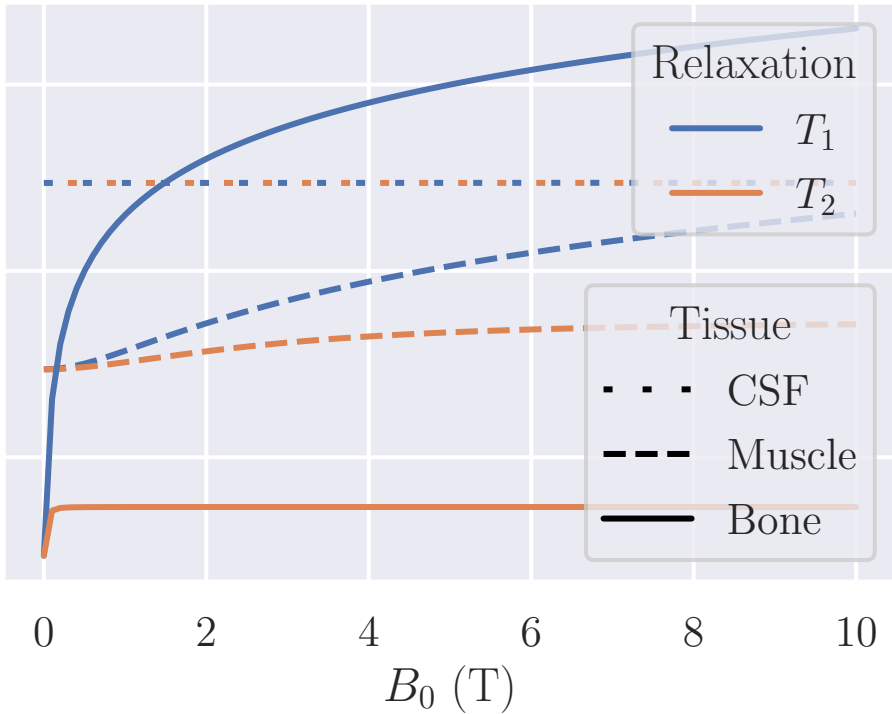 Relaxation
T₁
T₂
Tissue
CSF
Muscle
Bone
0 2 4 6 8 10
B₀ (T)